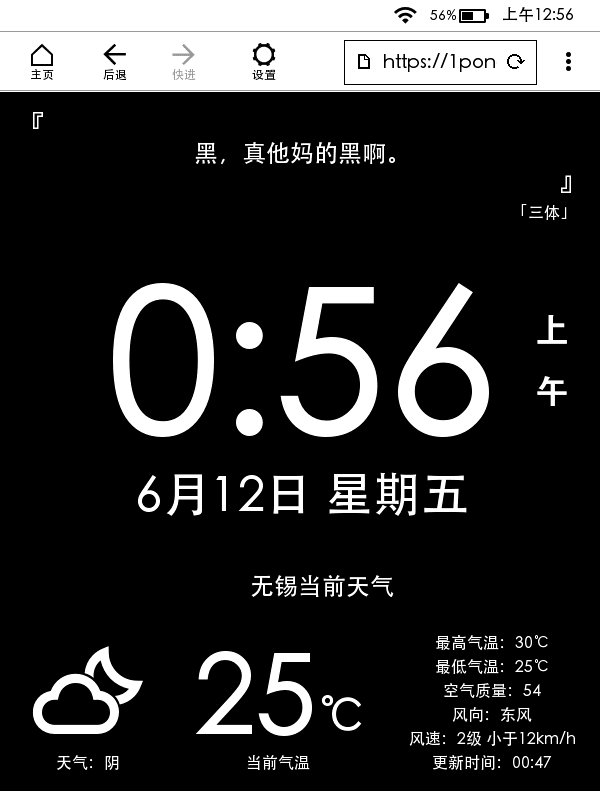 56% 上午12:56
主页 后退 快进 设置 https://1pon
『
黑，真他妈的黑啊。
』
「三体」
0:56 上午
6月12日 星期五
无锡当前天气
最高气温：30℃
最低气温：25℃
空气质量：54
风向：东风
风速：2级 小于12km/h
更新时间：00:47
25℃
天气：阴
当前气温